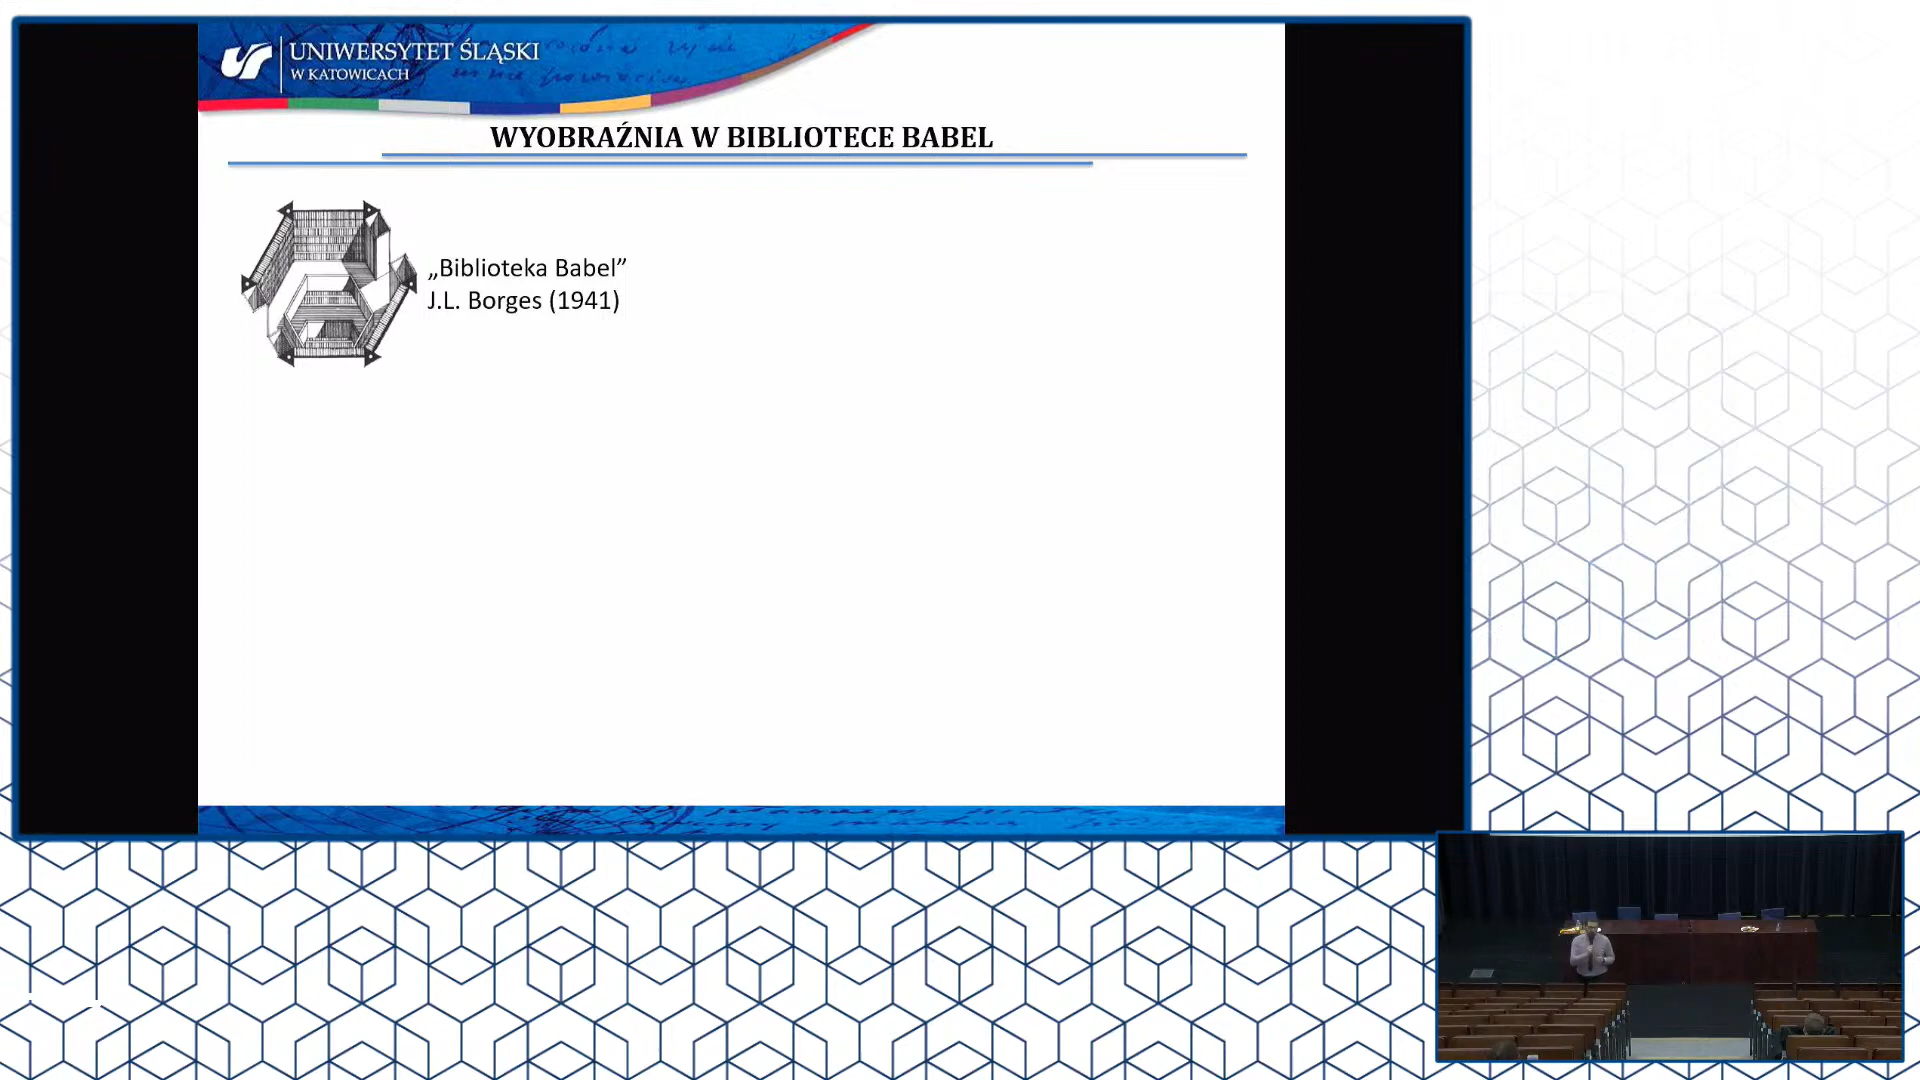 UNIWERSYTET ŚLĄSKI
W KATOWICACH
WYOBRAŹNIA W BIBLIOTECE BABEL
„Biblioteka Babel”
J.L. Borges (1941)